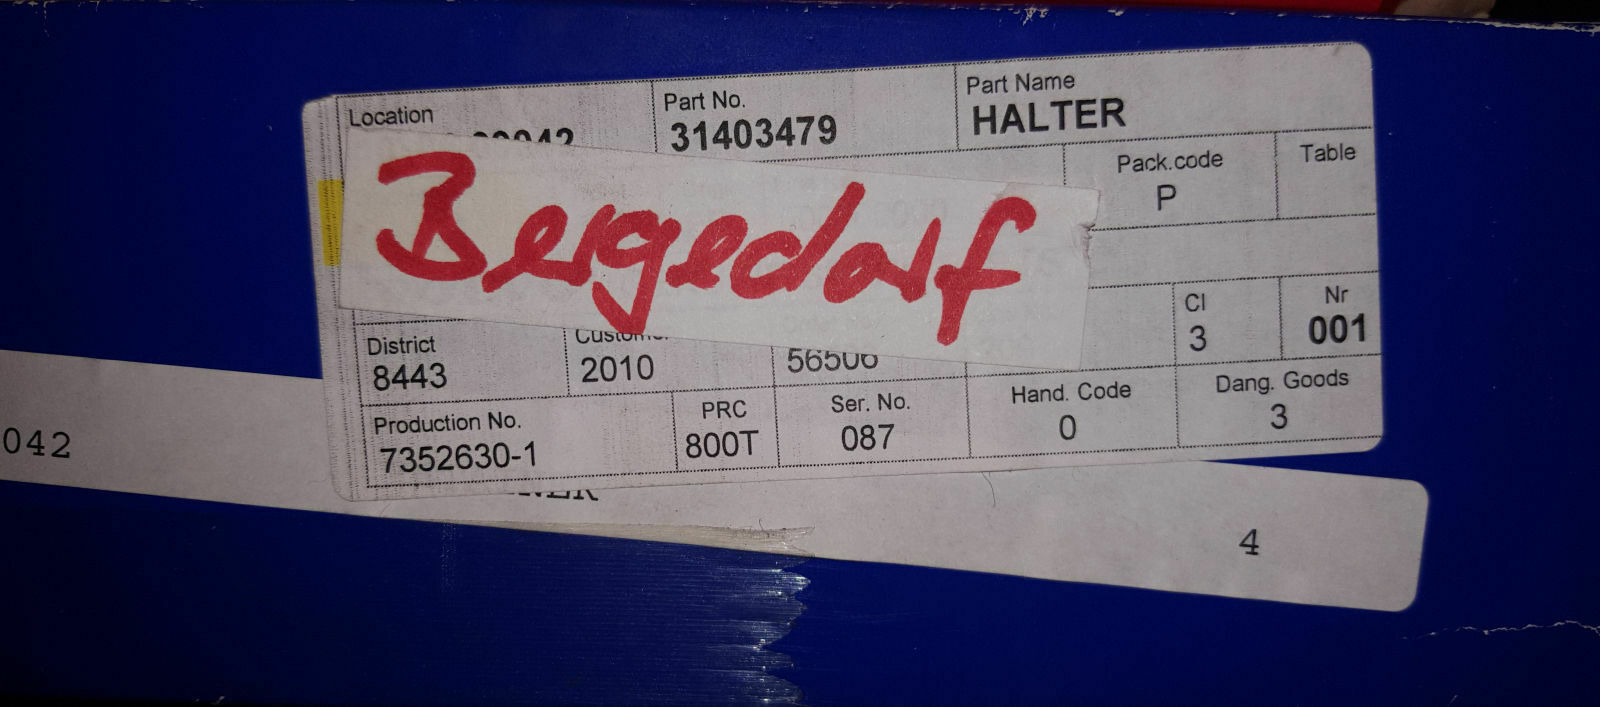 Location Part No. Part Name
31403479 HALTER
Pack.code Table
P
Bergedorf
Cl Nr
3 001
District Customer
8443 2010 56506
Production No. PRC Ser. No. Hand. Code Dang. Goods
7352630-1 800T 087 0 3
042
4